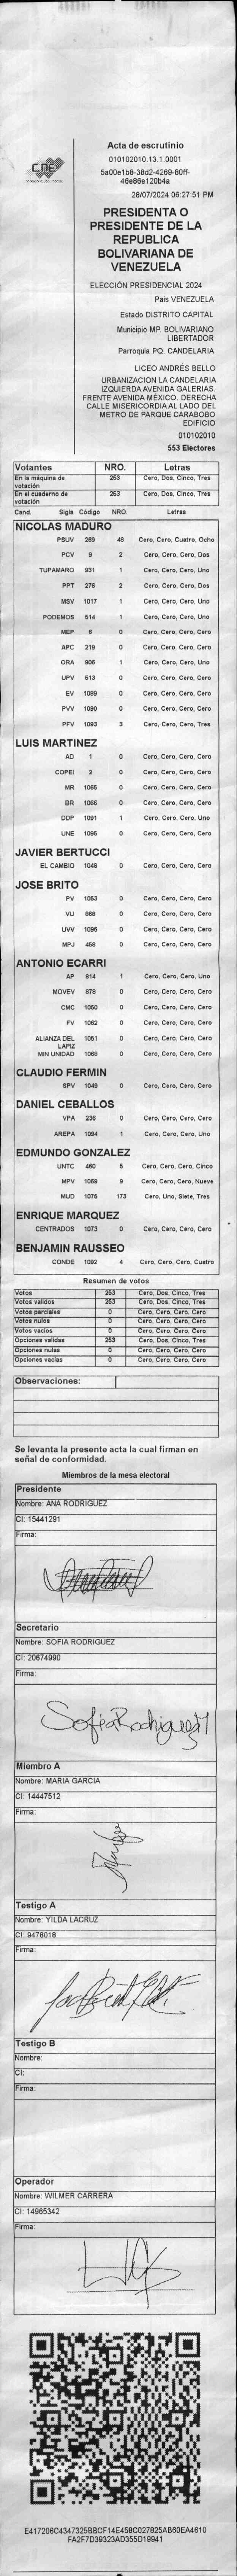 CNE
Acta de escrutinio
010102010.13.1.0001
5a00e1b8-38d2-4269-80ff-
46e86e120b4a
28/07/2024 06:27:51 PM
PRESIDENTA O
PRESIDENTE DE LA
REPUBLICA
BOLIVARIANA DE
VENEZUELA
ELECCIÓN PRESIDENCIAL 2024
Pais VENEZUELA
Estado DISTRITO CAPITAL
Municipio MP. BOLIVARIANO
LIBERTADOR
Parroquia PQ. CANDELARIA
LICEO ANDRÉS BELLO
URBANIZACION LA CANDELARIA
IZQUIERDA AVENIDA GALERIAS.
FRENTE AVENIDA MÉXICO. DERECHA
CALLE MISERICORDIA AL LADO DEL
METRO DE PARQUE CARABOBO
EDIFICIO
010102010
553 Electores
Votantes NRO. Letras
En la máquina de votación 253 Cero, Dos, Cinco, Tres
En el cuaderno de votación 253 Cero, Dos, Cinco, Tres
Cand. Sigla Código NRO. Letras
NICOLAS MADURO
PSUV 269 48 Cero, Cero, Cuatro, Ocho
PCV 9 2 Cero, Cero, Cero, Dos
TUPAMARO 931 1 Cero, Cero, Cero, Uno
PPT 276 2 Cero, Cero, Cero, Dos
MSV 1017 1 Cero, Cero, Cero, Uno
PODEMOS 514 1 Cero, Cero, Cero, Uno
MEP 6 0 Cero, Cero, Cero, Cero
APC 219 0 Cero, Cero, Cero, Cero
ORA 906 1 Cero, Cero, Cero, Uno
UPV 513 0 Cero, Cero, Cero, Cero
EV 1089 0 Cero, Cero, Cero, Cero
PVV 1090 0 Cero, Cero, Cero, Cero
PFV 1093 3 Cero, Cero, Cero, Tres
LUIS MARTINEZ
AD 1 0 Cero, Cero, Cero, Cero
COPEI 2 0 Cero, Cero, Cero, Cero
MR 1065 0 Cero, Cero, Cero, Cero
BR 1066 0 Cero, Cero, Cero, Cero
DDP 1091 1 Cero, Cero, Cero, Uno
UNE 1095 0 Cero, Cero, Cero, Cero
JAVIER BERTUCCI
EL CAMBIO 1048 0 Cero, Cero, Cero, Cero
JOSE BRITO
PV 1053 0 Cero, Cero, Cero, Cero
VU 968 0 Cero, Cero, Cero, Cero
UVV 1096 0 Cero, Cero, Cero, Cero
MPJ 458 0 Cero, Cero, Cero, Cero
ANTONIO ECARRI
AP 914 1 Cero, Cero, Cero, Uno
MOVEV 878 0 Cero, Cero, Cero, Cero
CMC 1050 0 Cero, Cero, Cero, Cero
FV 1062 0 Cero, Cero, Cero, Cero
ALIANZA DEL LAPIZ 1051 0 Cero, Cero, Cero, Cero
MIN UNIDAD 1068 0 Cero, Cero, Cero, Cero
CLAUDIO FERMIN
SPV 1049 0 Cero, Cero, Cero, Cero
DANIEL CEBALLOS
VPA 236 0 Cero, Cero, Cero, Cero
AREPA 1094 1 Cero, Cero, Cero, Uno
EDMUNDO GONZALEZ
UNTC 460 5 Cero, Cero, Cero, Cinco
MPV 1069 9 Cero, Cero, Cero, Nueve
MUD 1075 173 Cero, Uno, Siete, Tres
ENRIQUE MARQUEZ
CENTRADOS 1073 0 Cero, Cero, Cero, Cero
BENJAMIN RAUSSEO
CONDE 1092 4 Cero, Cero, Cero, Cuatro
Resumen de votos
Votos 253 Cero, Dos, Cinco, Tres
Votos validos 253 Cero, Dos, Cinco, Tres
Votos parciales 0 Cero, Cero, Cero, Cero
Votos nulos 0 Cero, Cero, Cero, Cero
Votos vacios 0 Cero, Cero, Cero, Cero
Opciones validas 253 Cero, Dos, Cinco, Tres
Opciones nulas 0 Cero, Cero, Cero, Cero
Opciones vacias 0 Cero, Cero, Cero, Cero
Observaciones:
Se levanta la presente acta la cual firman en
señal de conformidad.
Miembros de la mesa electoral
Presidente
Nombre: ANA RODRIGUEZ
CI: 15441291
Firma:
Secretario
Nombre: SOFIA RODRIGUEZ
CI: 20674990
Firma:
Sofia Rodriguez M
Miembro A
Nombre: MARIA GARCIA
CI: 14447512
Firma:
Testigo A
Nombre: YILDA LACRUZ
CI: 9478018
Firma:
Testigo B
Nombre:
CI:
Firma:
Operador
Nombre: WILMER CARRERA
CI: 14965342
Firma:
E417206C4347325BBCF14E458C027825AB60EA4610
FA2F7D39323AD355D19941